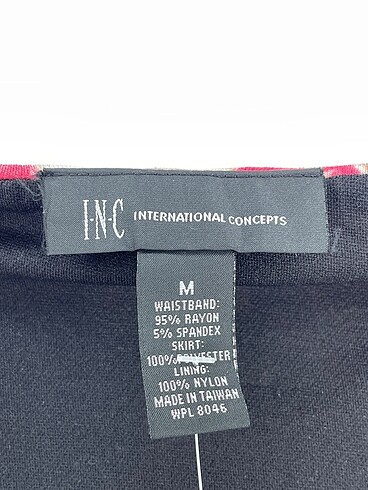 I·N·C INTERNATIONAL CONCEPTS
M
WAISTBAND:
95% RAYON
5% SPANDEX
SKIRT:
100% POLYESTER
LINING:
100% NYLON
MADE IN TAIWAN
WPL 8046